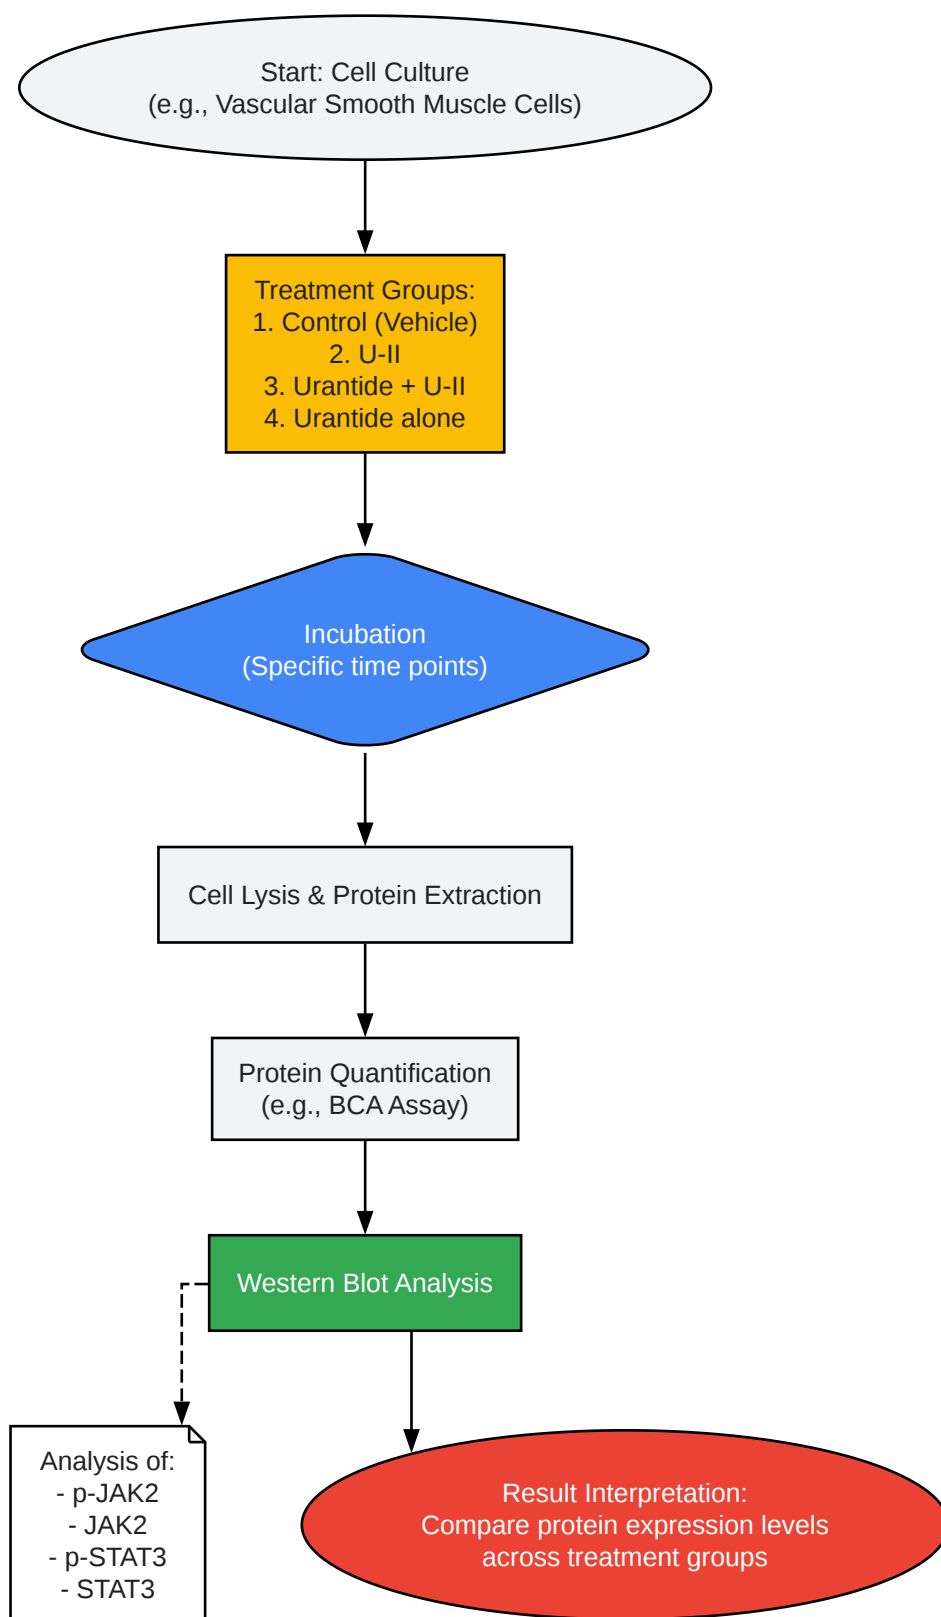 Start: Cell Culture
(e.g., Vascular Smooth Muscle Cells)
Treatment Groups:
1. Control (Vehicle)
2. U-II
3. Urantide + U-II
4. Urantide alone
Incubation
(Specific time points)
Cell Lysis & Protein Extraction
Protein Quantification
(e.g., BCA Assay)
Western Blot Analysis
Analysis of:
- p-JAK2
- JAK2
- p-STAT3
- STAT3
Result Interpretation:
Compare protein expression levels
across treatment groups